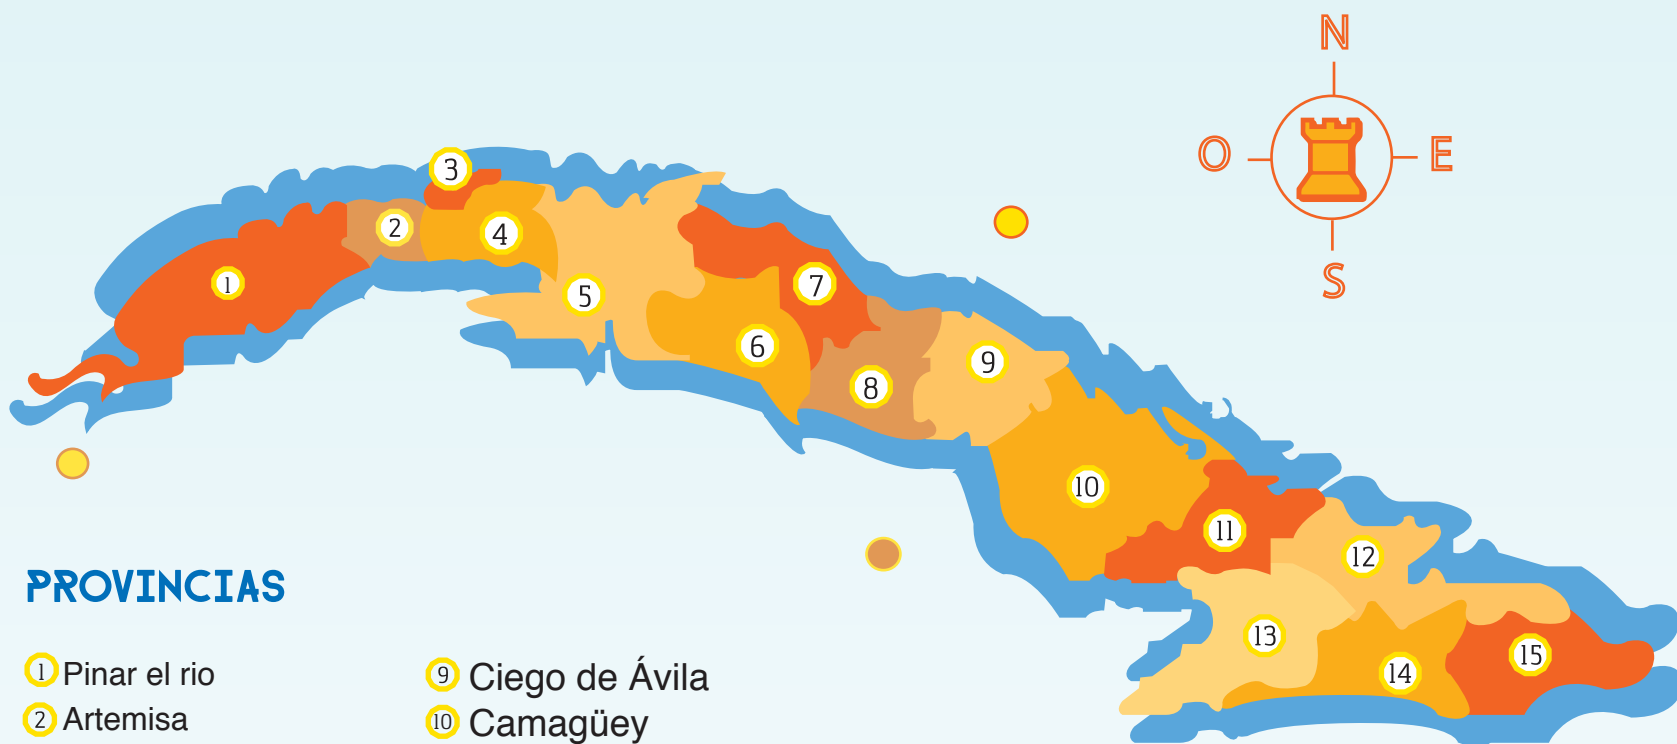 N
O E
S
3
2
4
1
5
7
6
9
8
10
11
12
13
15
14
PROVINCIAS
1 Pinar el rio
2 Artemisa
9 Ciego de Ávila
10 Camagüey